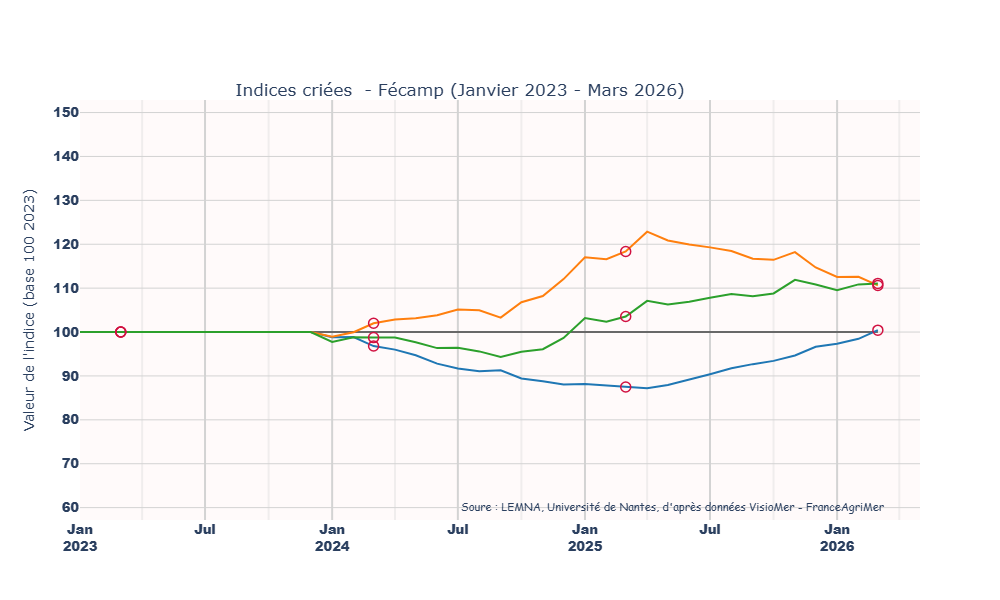 Indices criées  - Fécamp (Janvier 2023 - Mars 2026)
Valeur de l'indice (base 100 2023)
150
140
130
120
110
100
90
80
70
60
Soure : LEMNA, Université de Nantes, d'après données VisioMer - FranceAgriMer
Jan Jul Jan Jul Jan Jul Jan
2023 2024 2025 2026